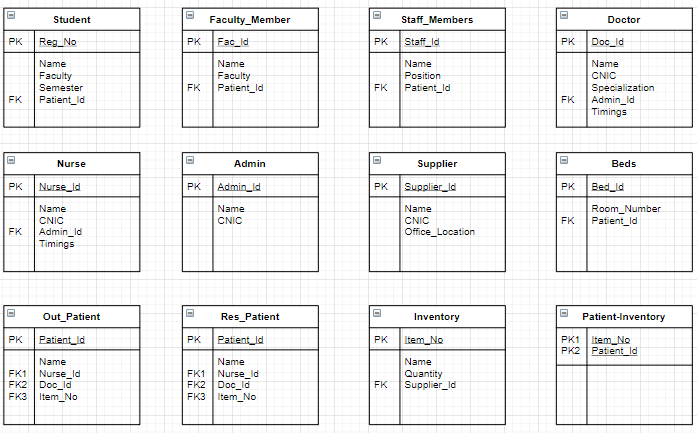 Student
PK Reg_No
Name
Faculty
Semester
FK Patient_Id
Faculty_Member
PK Fac_Id
Name
Faculty
FK Patient_Id
Staff_Members
PK Staff_Id
Name
Position
FK Patient_Id
Doctor
PK Doc_Id
Name
CNIC
Specialization
FK Admin_Id
Timings
Nurse
PK Nurse_Id
Name
CNIC
FK Admin_Id
Timings
Admin
PK Admin_Id
Name
CNIC
Supplier
PK Supplier_Id
Name
CNIC
Office_Location
Beds
PK Bed_Id
Room_Number
FK Patient_Id
Out_Patient
PK Patient_Id
Name
FK1 Nurse_Id
FK2 Doc_Id
FK3 Item_No
Res_Patient
PK Patient_Id
Name
FK1 Nurse_Id
FK2 Doc_Id
FK3 Item_No
Inventory
PK Item_No
Name
Quantity
FK Supplier_Id
Patient-Inventory
PK1 Item_No
PK2 Patient_Id